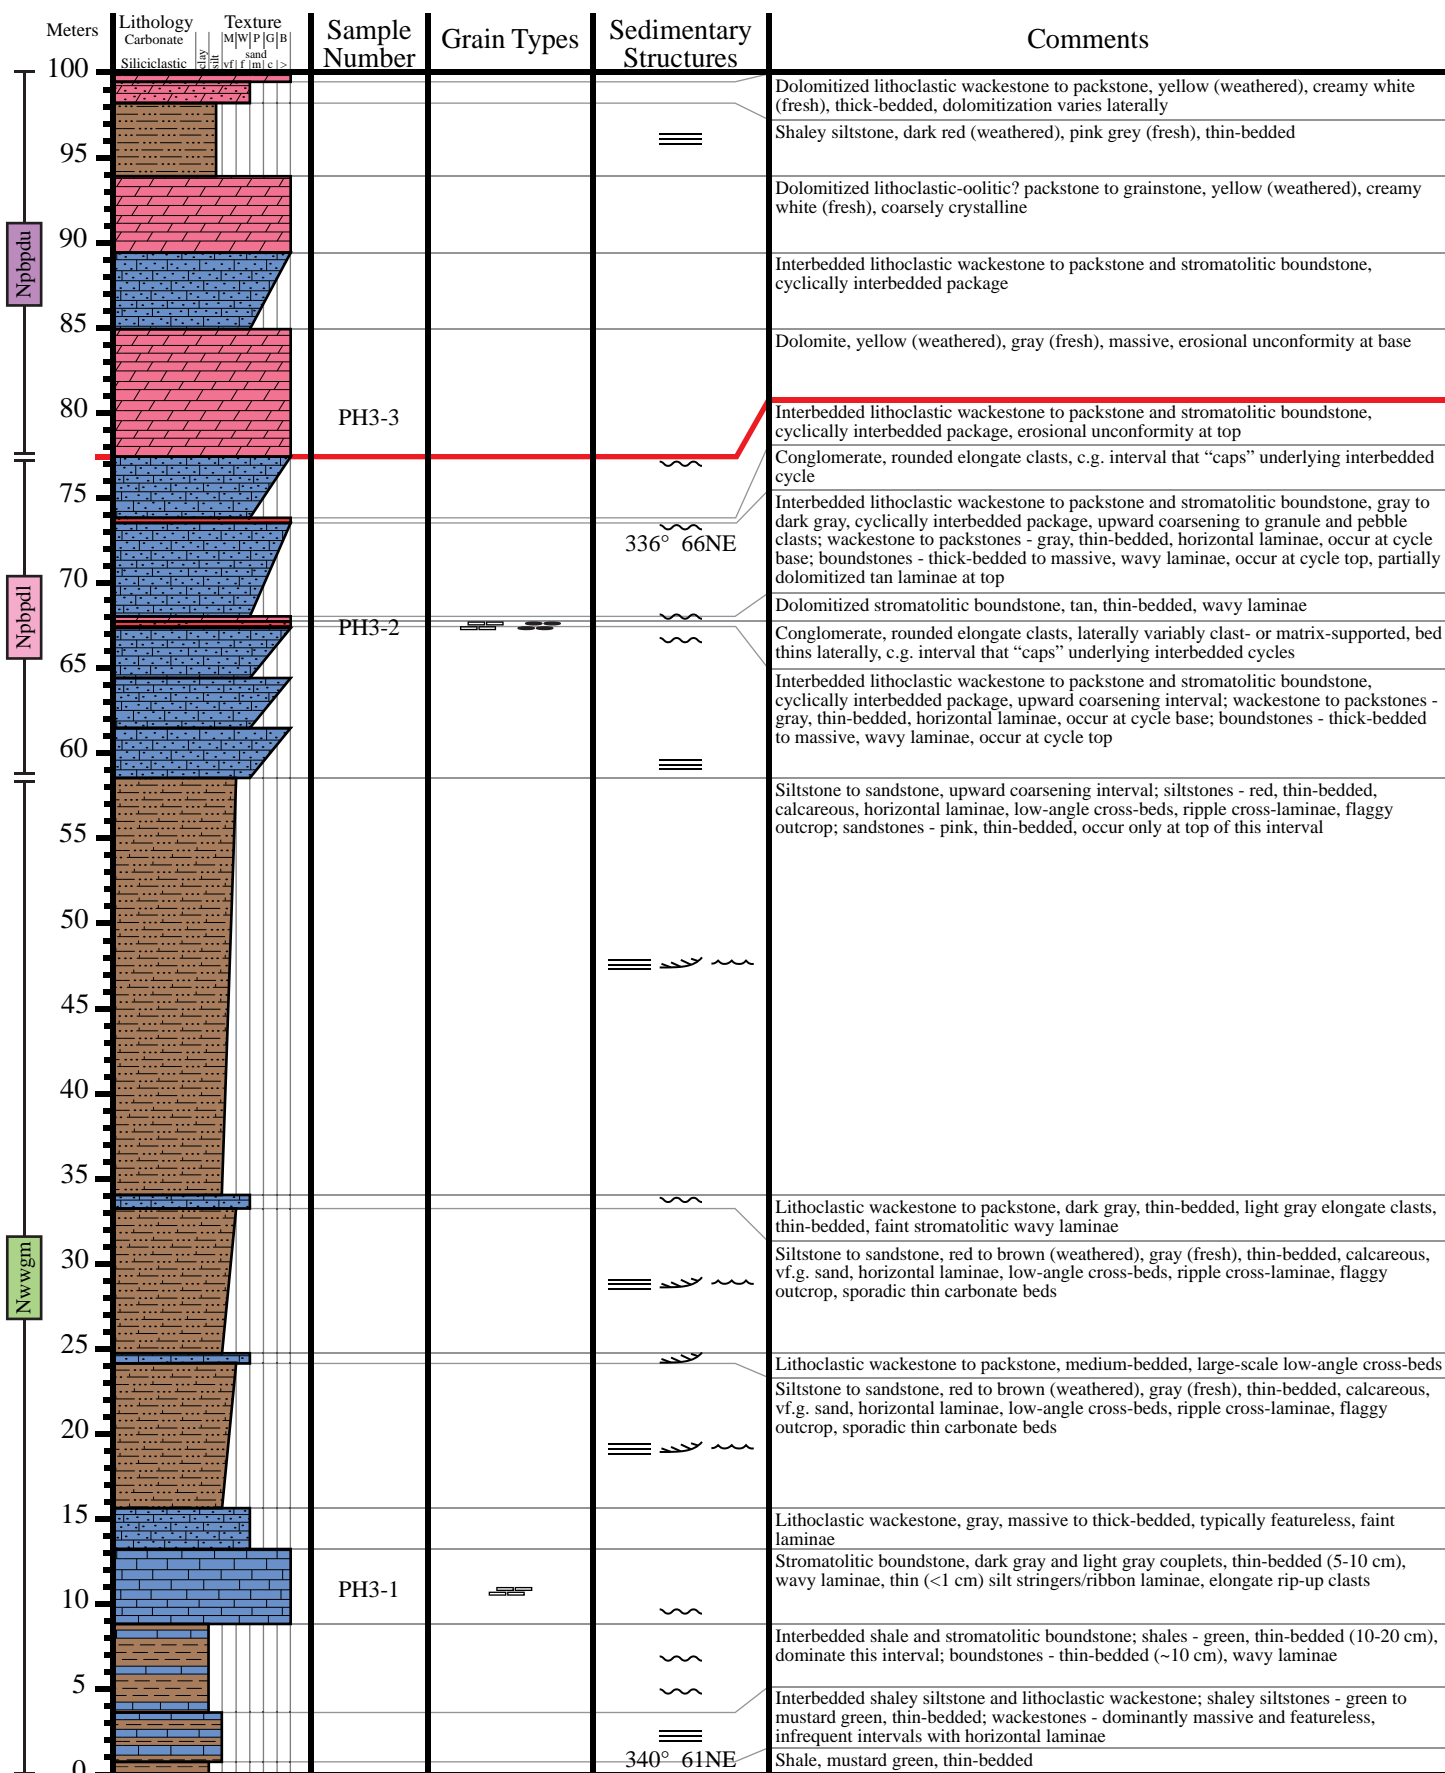 Meters
Lithology
Texture
Carbonate
M W P G B
Siliciclastic
clay
silt
sand
vf f m c >
Sample
Number
Grain Types
Sedimentary
Structures
Comments
100
95
90
85
80
75
70
65
60
55
50
45
40
35
30
25
20
15
10
5
0
Npbpdu
Npbpdl
Nwwgm
PH3-3
PH3-2
PH3-1
336° 66NE
340° 61NE
Dolomitized lithoclastic wackestone to packstone, yellow (weathered), creamy white
(fresh), thick-bedded, dolomitization varies laterally
Shaley siltstone, dark red (weathered), pink grey (fresh), thin-bedded
Dolomitized lithoclastic-oolitic? packstone to grainstone, yellow (weathered), creamy
white (fresh), coarsely crystalline
Interbedded lithoclastic wackestone to packstone and stromatolitic boundstone,
cyclically interbedded package
Dolomite, yellow (weathered), gray (fresh), massive, erosional unconformity at base
Interbedded lithoclastic wackestone to packstone and stromatolitic boundstone,
cyclically interbedded package, erosional unconformity at top
Conglomerate, rounded elongate clasts, c.g. interval that “caps” underlying interbedded
cycle
Interbedded lithoclastic wackestone to packstone and stromatolitic boundstone, gray to
dark gray, cyclically interbedded package, upward coarsening to granule and pebble
clasts; wackestone to packstones - gray, thin-bedded, horizontal laminae, occur at cycle
base; boundstones - thick-bedded to massive, wavy laminae, occur at cycle top, partially
dolomitized tan laminae at top
Dolomitized stromatolitic boundstone, tan, thin-bedded, wavy laminae
Conglomerate, rounded elongate clasts, laterally variably clast- or matrix-supported, bed
thins laterally, c.g. interval that “caps” underlying interbedded cycles
Interbedded lithoclastic wackestone to packstone and stromatolitic boundstone,
cyclically interbedded package, upward coarsening interval; wackestone to packstones -
gray, thin-bedded, horizontal laminae, occur at cycle base; boundstones - thick-bedded
to massive, wavy laminae, occur at cycle top
Siltstone to sandstone, upward coarsening interval; siltstones - red, thin-bedded,
calcareous, horizontal laminae, low-angle cross-beds, ripple cross-laminae, flaggy
outcrop; sandstones - pink, thin-bedded, occur only at top of this interval
Lithoclastic wackestone to packstone, dark gray, thin-bedded, light gray elongate clasts,
thin-bedded, faint stromatolitic wavy laminae
Siltstone to sandstone, red to brown (weathered), gray (fresh), thin-bedded, calcareous,
vf.g. sand, horizontal laminae, low-angle cross-beds, ripple cross-laminae, flaggy
outcrop, sporadic thin carbonate beds
Lithoclastic wackestone to packstone, medium-bedded, large-scale low-angle cross-beds
Siltstone to sandstone, red to brown (weathered), gray (fresh), thin-bedded, calcareous,
vf.g. sand, horizontal laminae, low-angle cross-beds, ripple cross-laminae, flaggy
outcrop, sporadic thin carbonate beds
Lithoclastic wackestone, gray, massive to thick-bedded, typically featureless, faint
laminae
Stromatolitic boundstone, dark gray and light gray couplets, thin-bedded (5-10 cm),
wavy laminae, thin (<1 cm) silt stringers/ribbon laminae, elongate rip-up clasts
Interbedded shale and stromatolitic boundstone; shales - green, thin-bedded (10-20 cm),
dominate this interval; boundstones - thin-bedded (~10 cm), wavy laminae
Interbedded shaley siltstone and lithoclastic wackestone; shaley siltstones - green to
mustard green, thin-bedded; wackestones - dominantly massive and featureless,
infrequent intervals with horizontal laminae
Shale, mustard green, thin-bedded